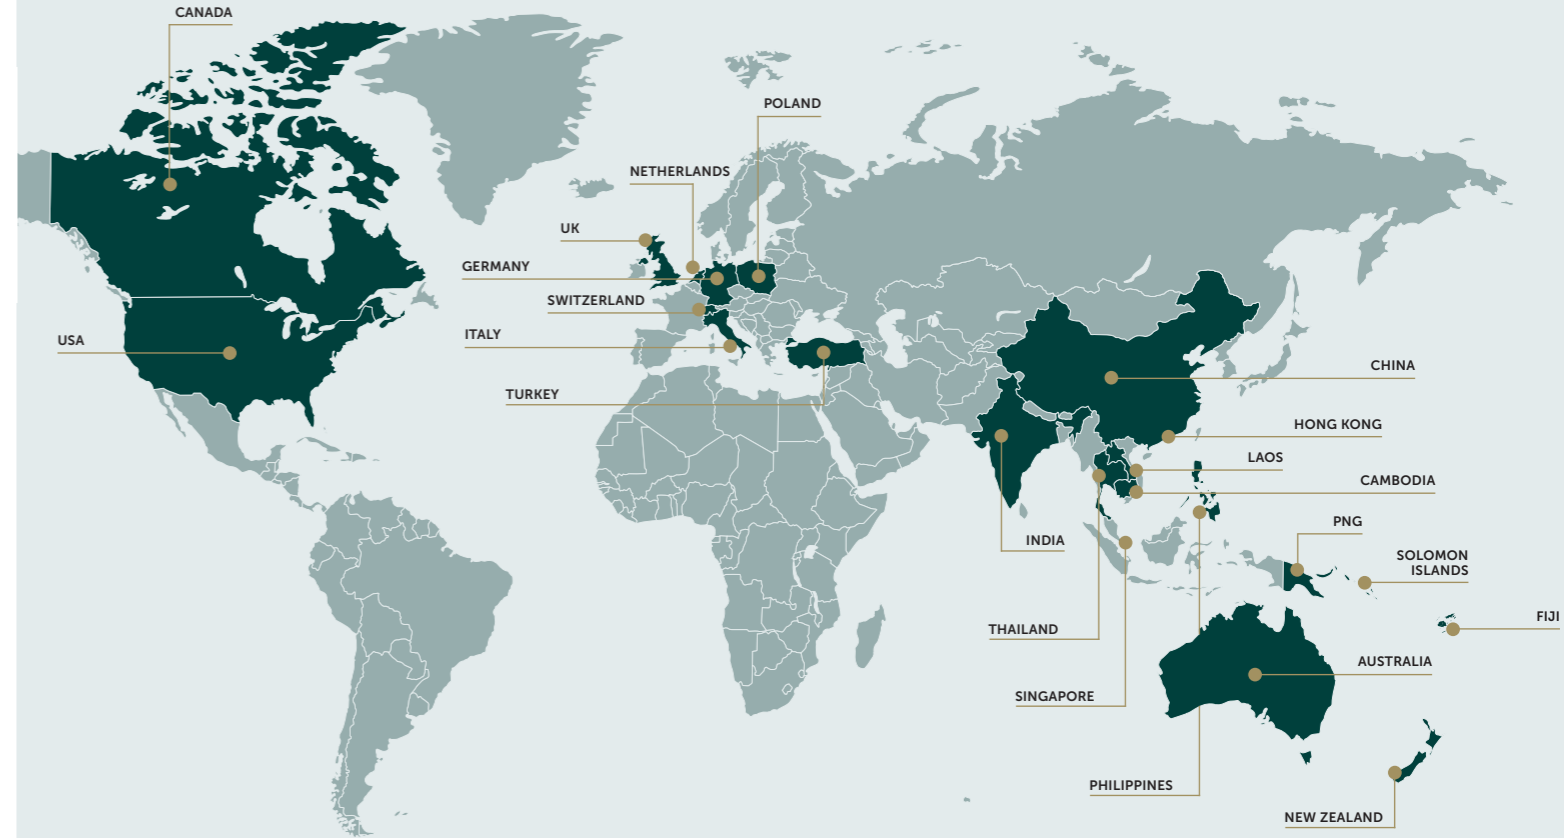 CANADA
POLAND
NETHERLANDS
UK
GERMANY
SWITZERLAND
ITALY
USA
TURKEY
CHINA
HONG KONG
LAOS
CAMBODIA
PNG
INDIA
SOLOMON
ISLANDS
FIJI
THAILAND
AUSTRALIA
SINGAPORE
PHILIPPINES
NEW ZEALAND